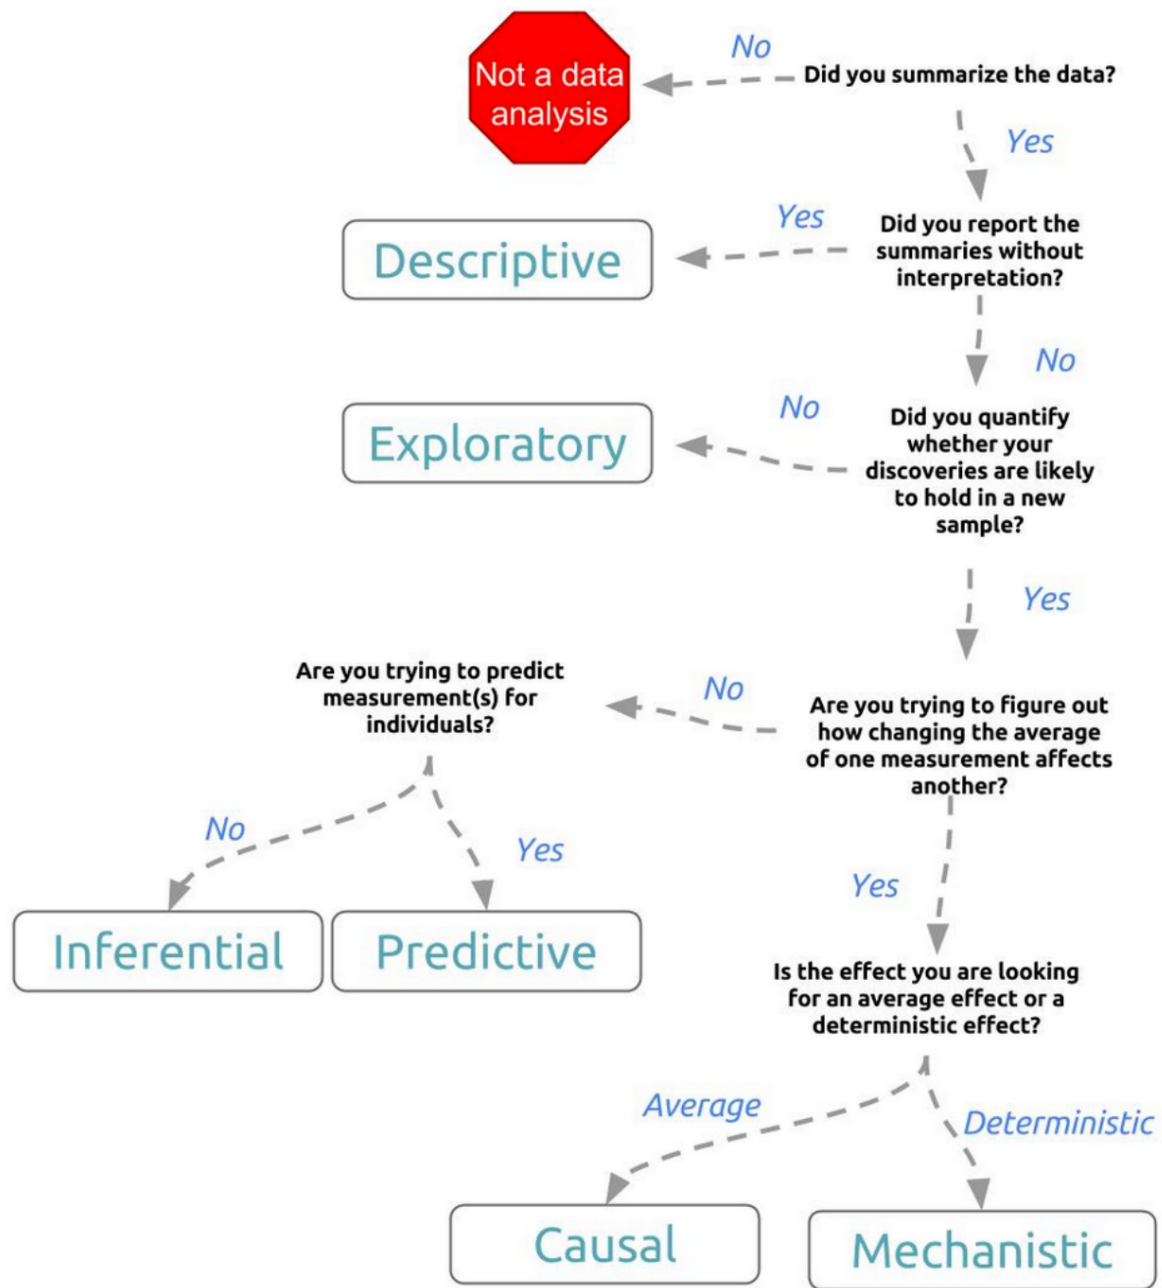 No
Not a data
analysis
Did you summarize the data?
Yes
Yes
Did you report the
summaries without
interpretation?
Descriptive
No
No
Did you quantify
whether your
discoveries are likely
to hold in a new
sample?
Exploratory
Yes
Are you trying to predict
measurement(s) for
individuals?
No
Are you trying to figure out
how changing the average
of one measurement affects
another?
No
Yes
Yes
Inferential
Predictive
Is the effect you are looking
for an average effect or a
deterministic effect?
Average
Deterministic
Causal
Mechanistic